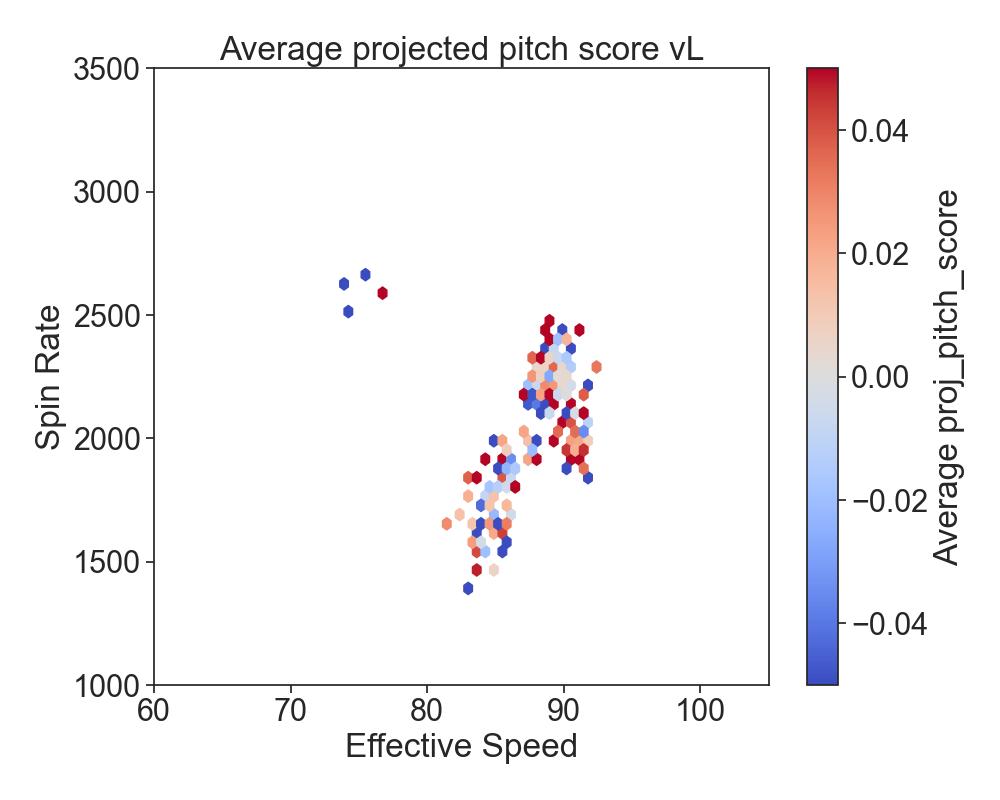 Average projected pitch score vL
3500
3000
2500
2000
1500
1000
Spin Rate
60 70 80 90 100
Effective Speed
0.04
0.02
0.00
−0.02
−0.04
Average proj_pitch_score